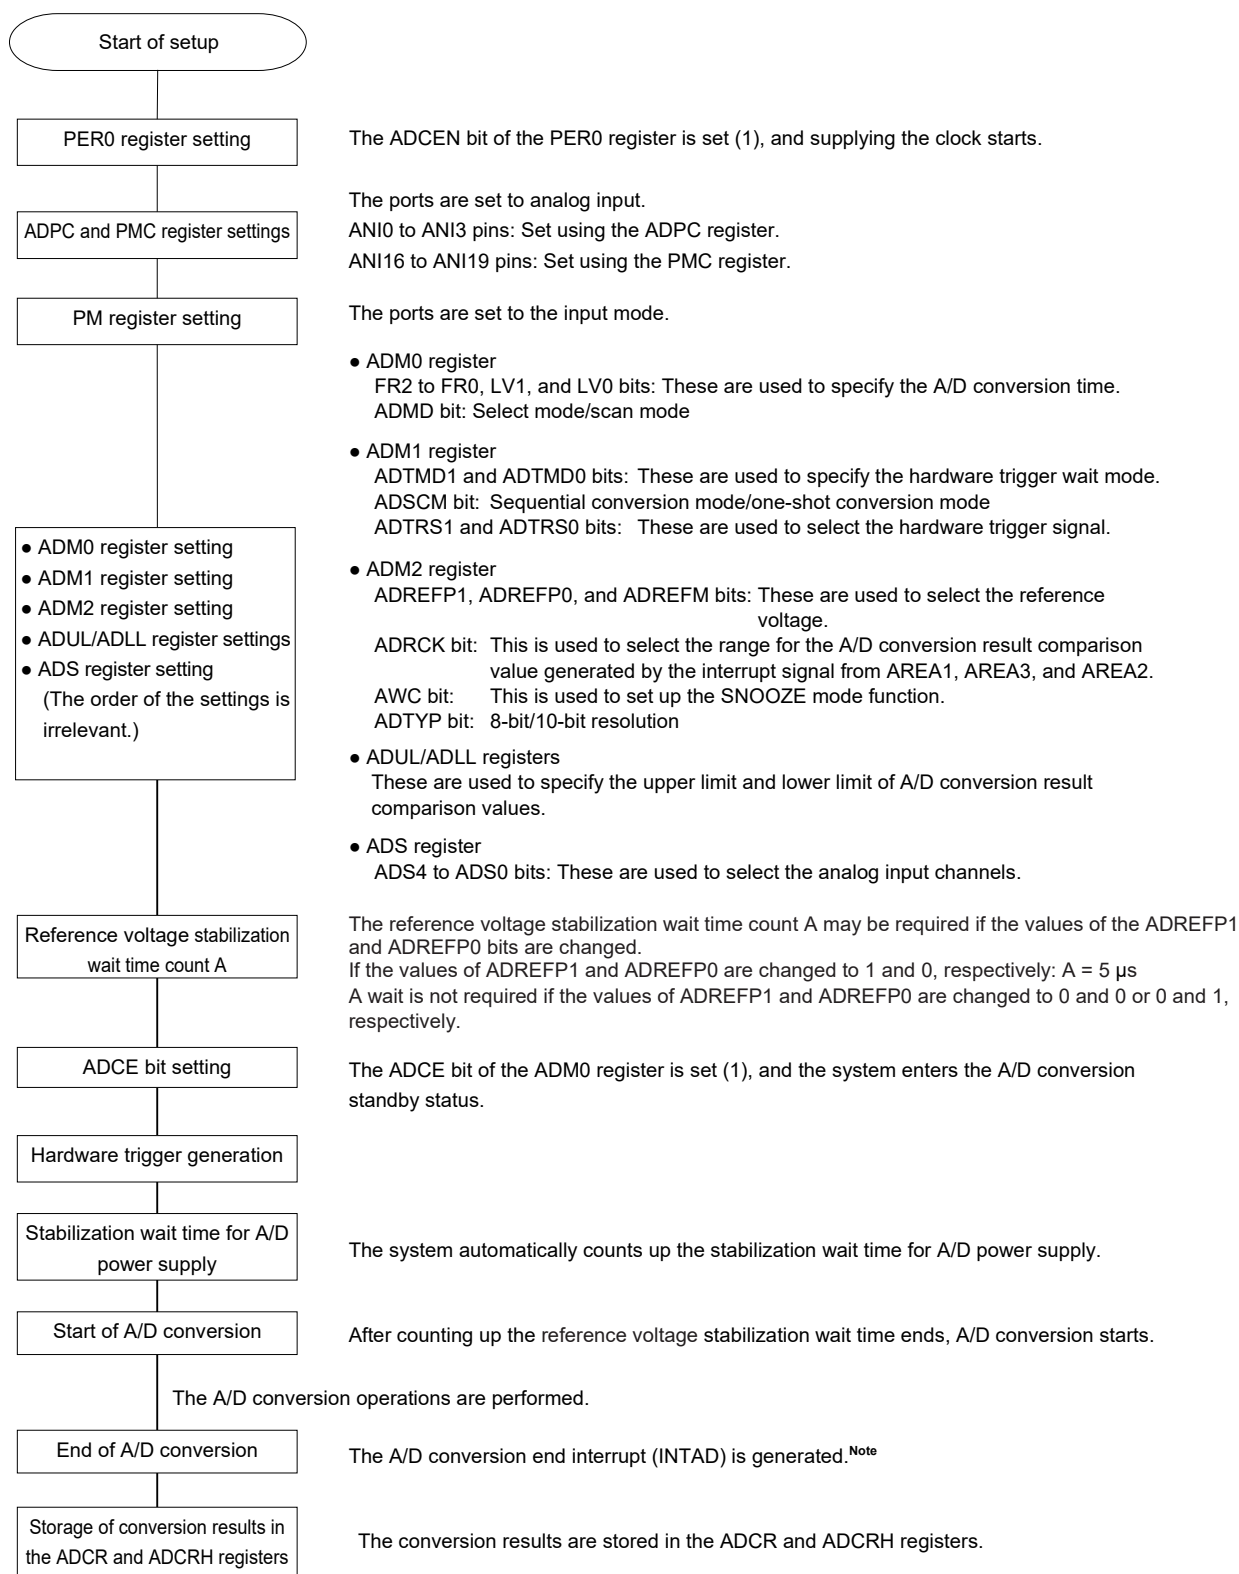 Start of setup
PER0 register setting
The ADCEN bit of the PER0 register is set (1), and supplying the clock starts.
ADPC and PMC register settings
The ports are set to analog input.
ANI0 to ANI3 pins: Set using the ADPC register.
ANI16 to ANI19 pins: Set using the PMC register.
PM register setting
The ports are set to the input mode.
● ADM0 register setting
● ADM1 register setting
● ADM2 register setting
● ADUL/ADLL register settings
● ADS register setting
(The order of the settings is
irrelevant.)
● ADM0 register
FR2 to FR0, LV1, and LV0 bits: These are used to specify the A/D conversion time.
ADMD bit: Select mode/scan mode
● ADM1 register
ADTMD1 and ADTMD0 bits: These are used to specify the hardware trigger wait mode.
ADSCM bit: Sequential conversion mode/one-shot conversion mode
ADTRS1 and ADTRS0 bits: These are used to select the hardware trigger signal.
● ADM2 register
ADREFP1, ADREFP0, and ADREFM bits: These are used to select the reference
voltage.
ADRCK bit: This is used to select the range for the A/D conversion result comparison
value generated by the interrupt signal from AREA1, AREA3, and AREA2.
AWC bit: This is used to set up the SNOOZE mode function.
ADTYP bit: 8-bit/10-bit resolution
● ADUL/ADLL registers
These are used to specify the upper limit and lower limit of A/D conversion result
comparison values.
● ADS register
ADS4 to ADS0 bits: These are used to select the analog input channels.
Reference voltage stabilization
wait time count A
The reference voltage stabilization wait time count A may be required if the values of the ADREFP1
and ADREFP0 bits are changed.
If the values of ADREFP1 and ADREFP0 are changed to 1 and 0, respectively: A = 5 µs
A wait is not required if the values of ADREFP1 and ADREFP0 are changed to 0 and 0 or 0 and 1,
respectively.
ADCE bit setting
The ADCE bit of the ADM0 register is set (1), and the system enters the A/D conversion
standby status.
Hardware trigger generation
Stabilization wait time for A/D
power supply
The system automatically counts up the stabilization wait time for A/D power supply.
Start of A/D conversion
After counting up the reference voltage stabilization wait time ends, A/D conversion starts.
The A/D conversion operations are performed.
End of A/D conversion
The A/D conversion end interrupt (INTAD) is generated.Note
Storage of conversion results in
the ADCR and ADCRH registers
The conversion results are stored in the ADCR and ADCRH registers.